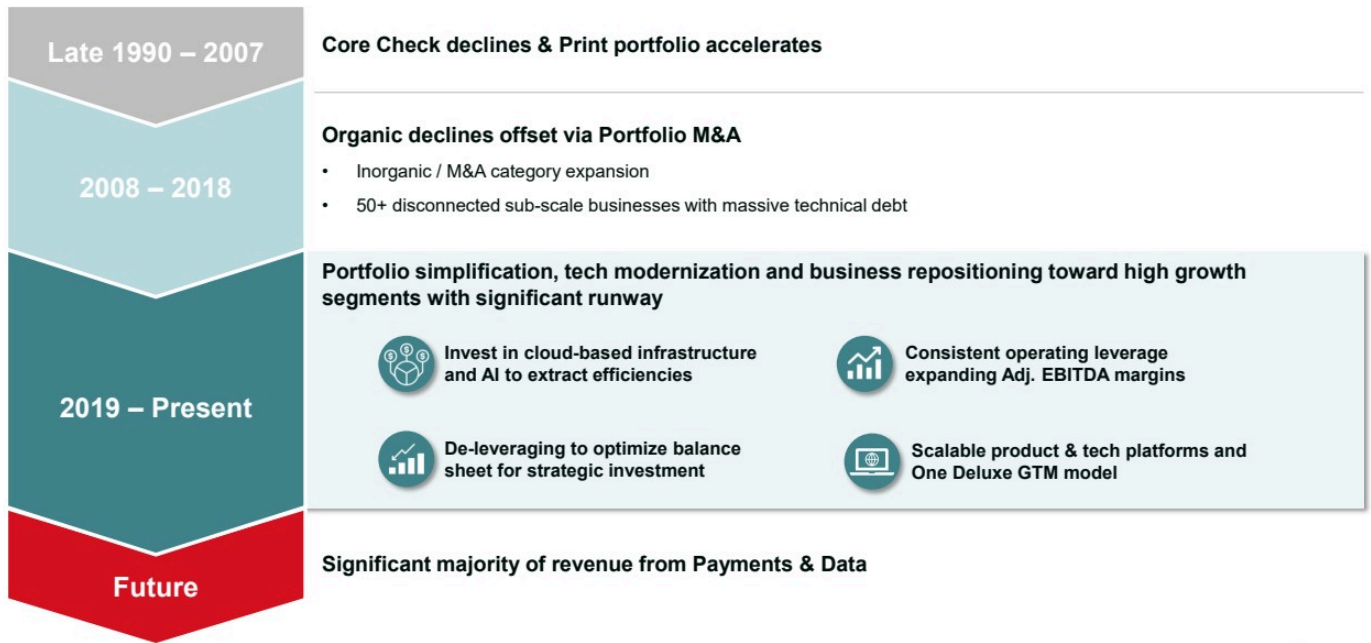 Late 1990 – 2007
Core Check declines & Print portfolio accelerates
2008 – 2018
Organic declines offset via Portfolio M&A
• Inorganic / M&A category expansion
• 50+ disconnected sub-scale businesses with massive technical debt
2019 – Present
Portfolio simplification, tech modernization and business repositioning toward high growth
segments with significant runway
Invest in cloud-based infrastructure
and AI to extract efficiencies
Consistent operating leverage
expanding Adj. EBITDA margins
De-leveraging to optimize balance
sheet for strategic investment
Scalable product & tech platforms and
One Deluxe GTM model
Future
Significant majority of revenue from Payments & Data